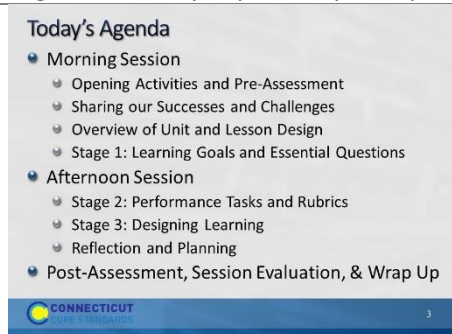 Today's Agenda
Morning Session
Opening Activities and Pre-Assessment
Sharing our Successes and Challenges
Overview of Unit and Lesson Design
Stage 1: Learning Goals and Essential Questions
Afternoon Session
Stage 2: Performance Tasks and Rubrics
Stage 3: Designing Learning
Reflection and Planning
Post-Assessment, Session Evaluation, & Wrap Up
CONNECTICUT
CORE STANDARDS
3